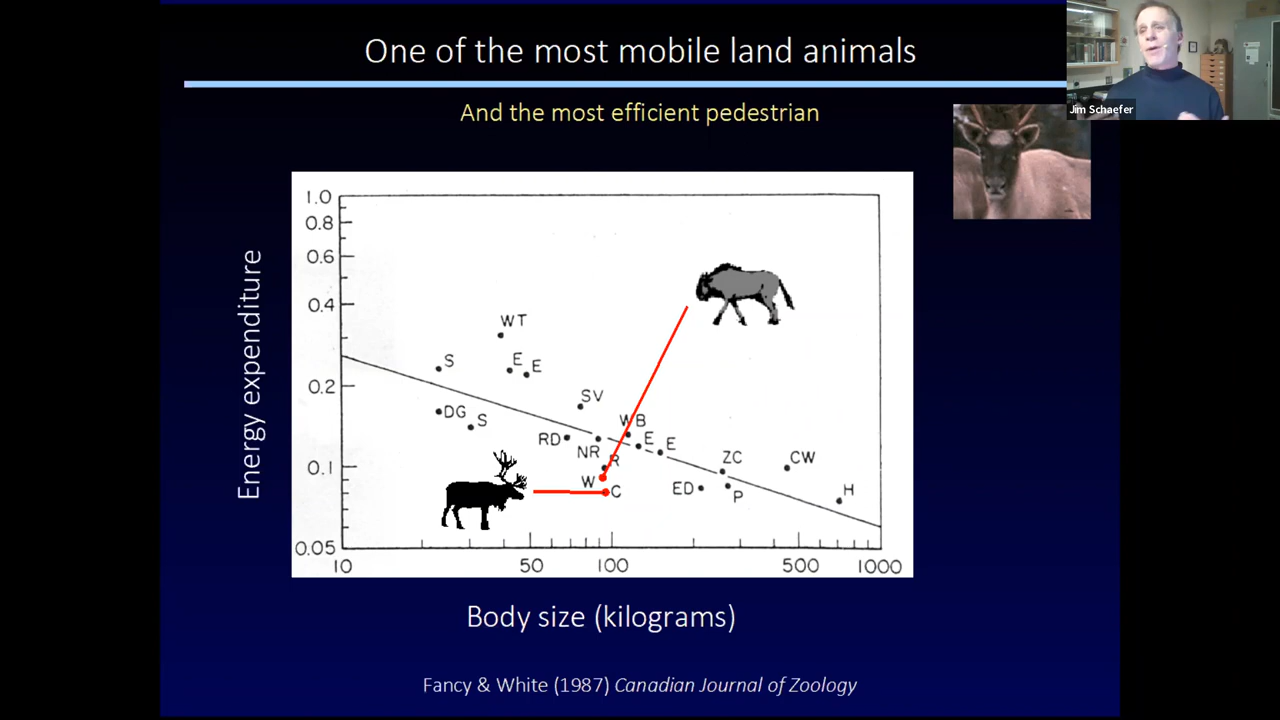 One of the most mobile land animals
And the most efficient pedestrian
Jim Schaefer
Energy expenditure
1.0
0.8
0.6
0.4
0.2
0.1
0.05
WT
S
E
E
DG
S
SV
RD
NR
WB
E
E
R
W
C
ZC
CW
ED
P
H
10
50
100
500
1000
Body size (kilograms)
Fancy & White (1987) Canadian Journal of Zoology